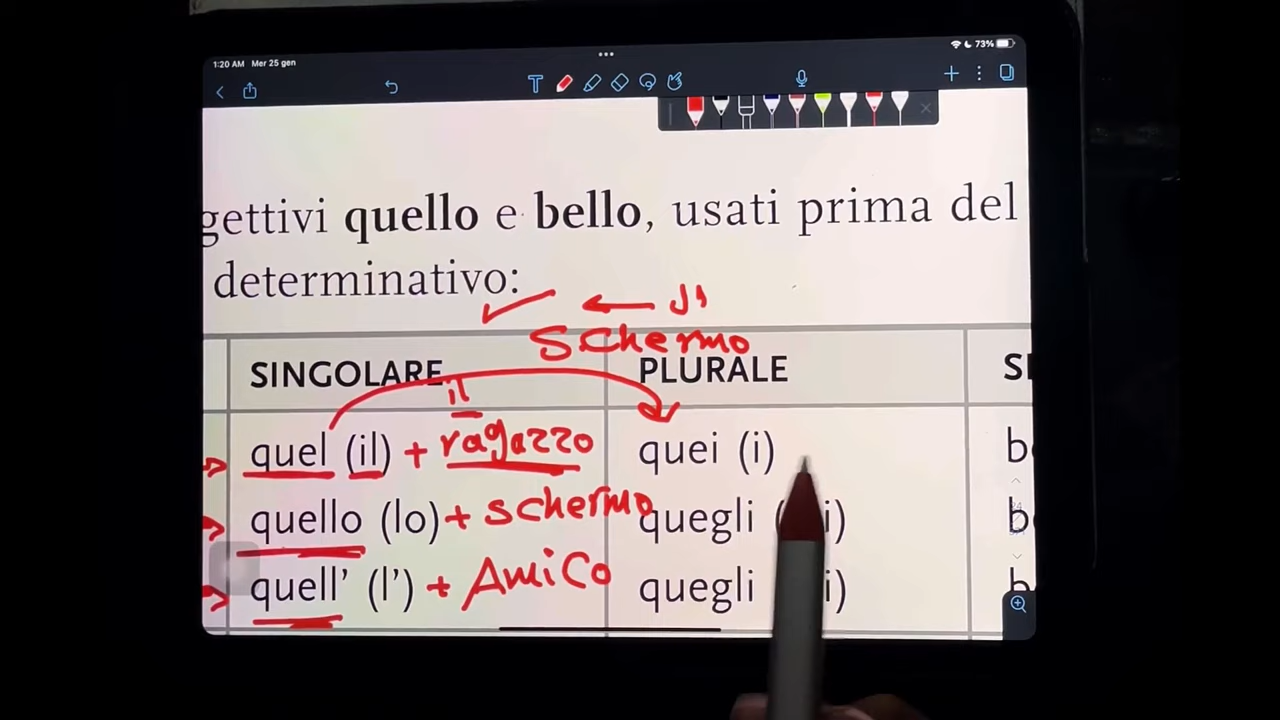 1:20 AM Mer 25 gen
73%
gettivi quello e bello, usati prima del
determinativo:
schermo
SINGOLARE
PLURALE
il
quel (il) + ragazzo
quei (i)
quello (lo) + schermo
quegli
quell' (l') + AmiCo
quegli